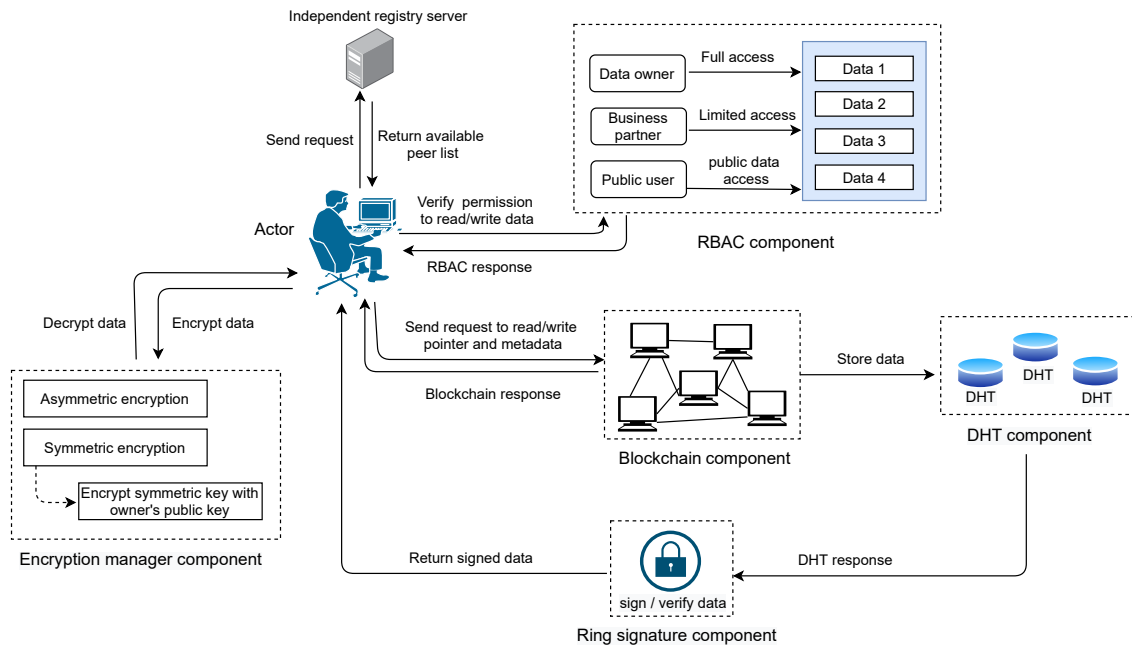 Independent registry server
Send request
Return available
peer list
Actor
Verify  permission
to read/write data
RBAC response
Data owner
Full access
Business
partner
Limited access
Public user
public data
access
Data 1
Data 2
Data 3
Data 4
RBAC component
Decrypt data
Encrypt data
Asymmetric encryption
Symmetric encryption
Encrypt symmetric key with
owner's public key
Encryption manager component
Send request to read/write
pointer and metadata
Blockchain response
Blockchain component
Store data
DHT
DHT
DHT
DHT component
DHT response
sign / verify data
Ring signature component
Return signed data